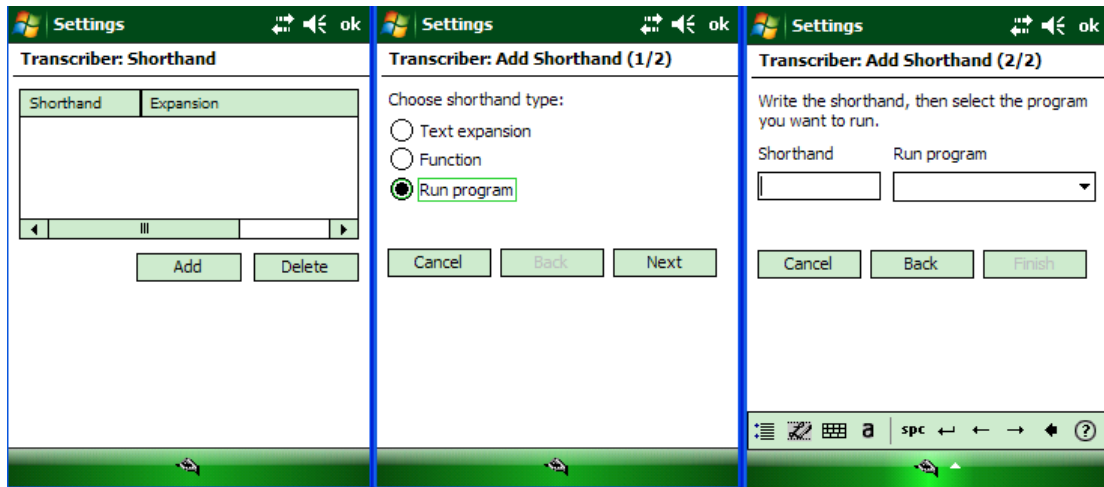 Settings ok
Transcriber: Shorthand
Shorthand Expansion
Add Delete
Settings ok
Transcriber: Add Shorthand (1/2)
Choose shorthand type:
Text expansion
Function
Run program
Cancel Back Next
Settings ok
Transcriber: Add Shorthand (2/2)
Write the shorthand, then select the program
you want to run.
Shorthand Run program
Cancel Back Finish
a spc ?